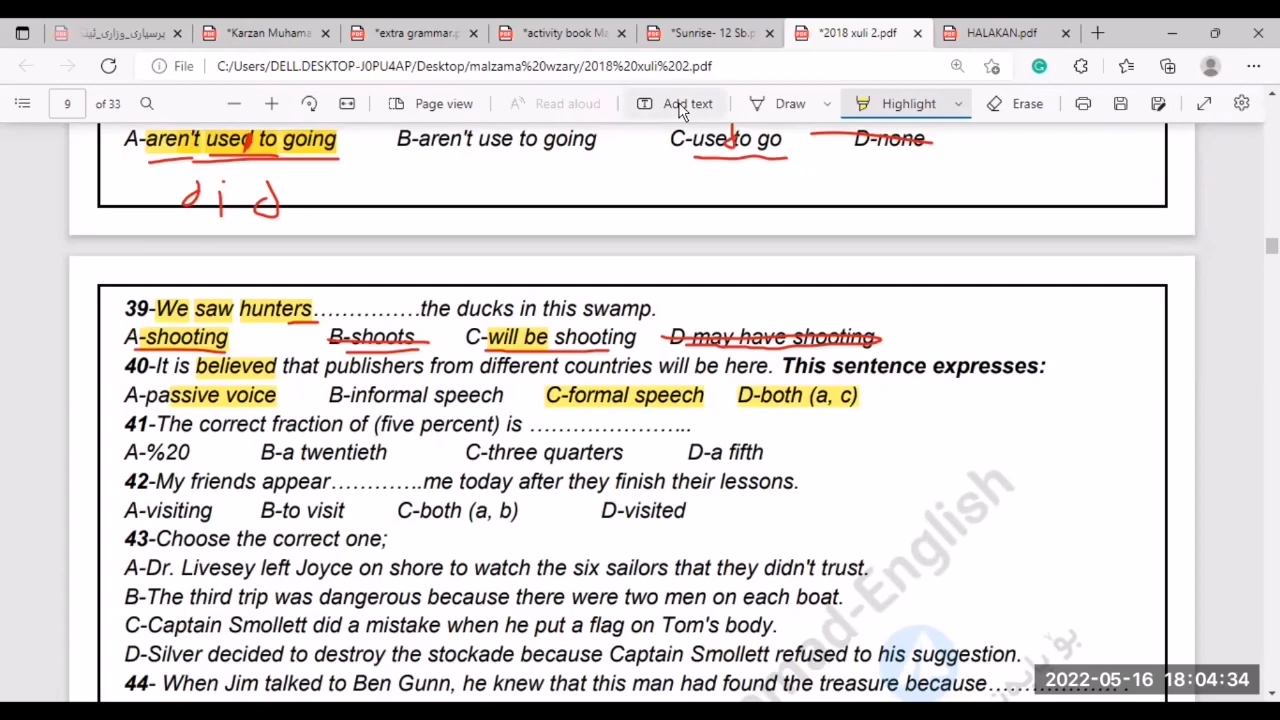 پرسیاری_وزاری_ئینگ
*Karzan Muhama
*extra grammar.p
*activity book Ma
*Sunrise- 12 Sb.p
*2018 xuli 2.pdf
HALAKAN.pdf
File C:/Users/DELL.DESKTOP-J0PU4AP/Desktop/malzama%20wzary/2018%20xuli%202.pdf
9 of 33 Page view Read aloud Add text Draw Highlight Erase
A-aren't used to going B-aren't use to going C-use to go D-none
did
39-We saw hunters……………the ducks in this swamp.
A-shooting B-shoots C-will be shooting D-may have shooting
40-It is believed that publishers from different countries will be here. This sentence expresses:
A-passive voice B-informal speech C-formal speech D-both (a, c)
41-The correct fraction of (five percent) is …………………..
A-%20 B-a twentieth C-three quarters D-a fifth
42-My friends appear………….me today after they finish their lessons.
A-visiting B-to visit C-both (a, b) D-visited
43-Choose the correct one;
A-Dr. Livesey left Joyce on shore to watch the six sailors that they didn't trust.
B-The third trip was dangerous because there were two men on each boat.
C-Captain Smollett did a mistake when he put a flag on Tom's body.
D-Silver decided to destroy the stockade because Captain Smollett refused to his suggestion.
44- When Jim talked to Ben Gunn, he knew that this man had found the treasure because……………….
mad-English
2022-05-16 18:04:34